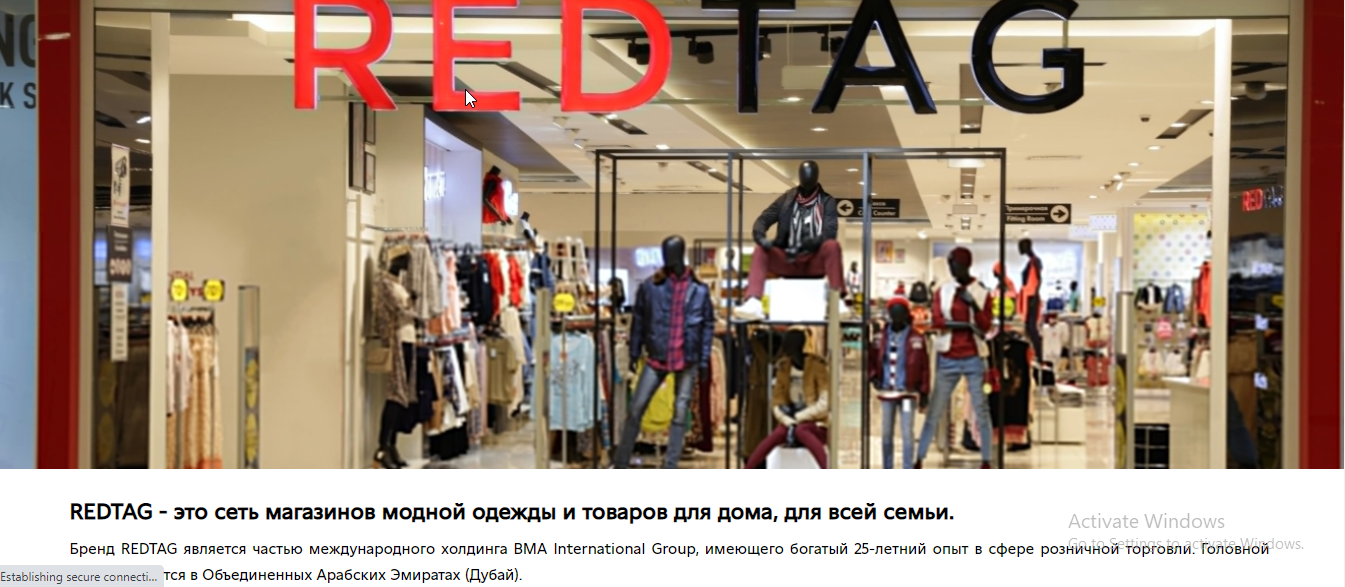 REDTAG
Примерочная
Fitting Room
Counter
RED
REDTAG - это сеть магазинов модной одежды и товаров для дома, для всей семьи.
Бренд REDTAG является частью международного холдинга BMA International Group, имеющего богатый 25-летний опыт в сфере розничной торговли. Головной
тся в Объединенных Арабских Эмиратах (Дубай).
Activate Windows
Go to Settings to activate Windows.
Establishing secure connecti...